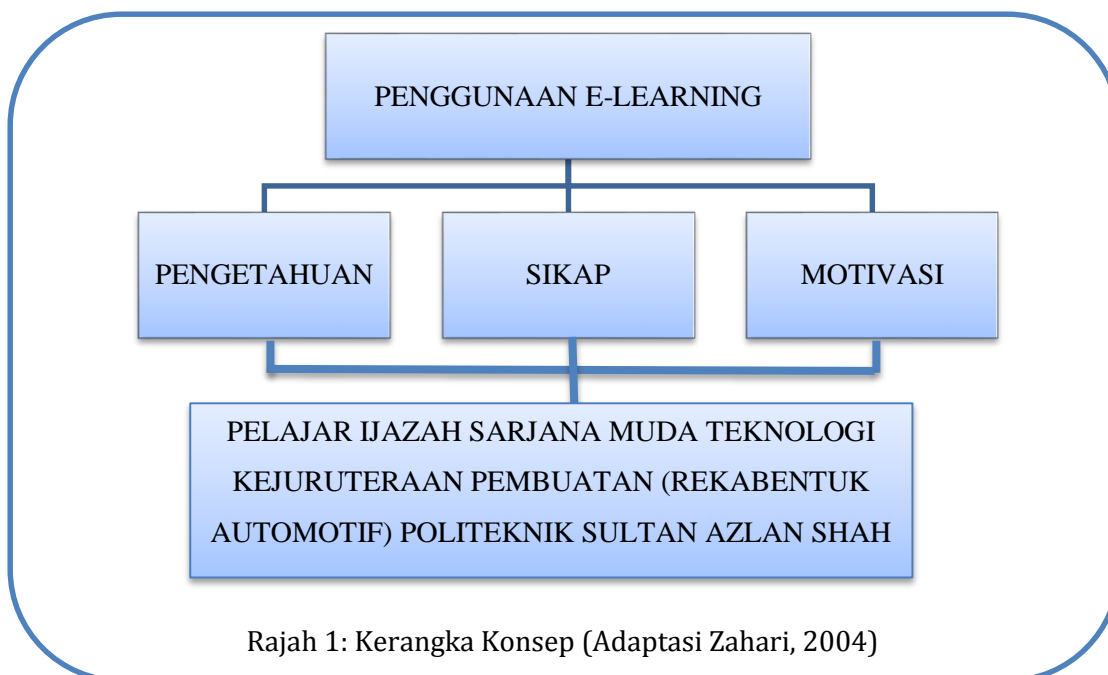 PENGGUNAAN E-LEARNING
PENGETAHUAN
SIKAP
MOTIVASI
PELAJAR IJAZAH SARJANA MUDA TEKNOLOGI
KEJURUTERAAN PEMBUATAN (REKABENTUK
AUTOMOTIF) POLITEKNIK SULTAN AZLAN SHAH
Rajah 1: Kerangka Konsep (Adaptasi Zahari, 2004)